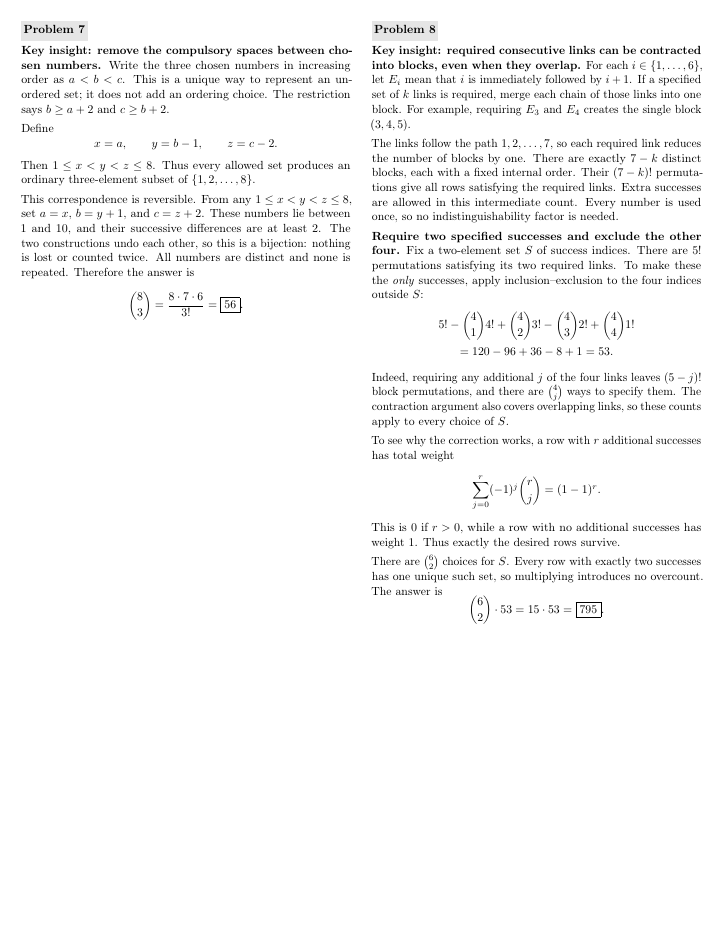 Problem 7
Key insight: remove the compulsory spaces between cho-
sen numbers. Write the three chosen numbers in increasing
order as a < b < c. This is a unique way to represent an un-
ordered set; it does not add an ordering choice. The restriction
says b ≥ a + 2 and c ≥ b + 2.
Define
x = a, y = b − 1, z = c − 2.
Then 1 ≤ x < y < z ≤ 8. Thus every allowed set produces an
ordinary three-element subset of {1, 2, . . . , 8}.
This correspondence is reversible. From any 1 ≤ x < y < z ≤ 8,
set a = x, b = y + 1, and c = z + 2. These numbers lie between
1 and 10, and their successive differences are at least 2. The
two constructions undo each other, so this is a bijection: nothing
is lost or counted twice. All numbers are distinct and none is
repeated. Therefore the answer is
(8 3) = 8 · 7 · 6 / 3! = 56.
Problem 8
Key insight: required consecutive links can be contracted
into blocks, even when they overlap. For each i ∈ {1, . . . , 6},
let E_i mean that i is immediately followed by i + 1. If a specified
set of k links is required, merge each chain of those links into one
block. For example, requiring E_3 and E_4 creates the single block
(3, 4, 5).
The links follow the path 1, 2, . . . , 7, so each required link reduces
the number of blocks by one. There are exactly 7 − k distinct
blocks, each with a fixed internal order. Their (7 − k)! permuta-
tions give all rows satisfying the required links. Extra successes
are allowed in this intermediate count. Every number is used
once, so no indistinguishability factor is needed.
Require two specified successes and exclude the other
four. Fix a two-element set S of success indices. There are 5!
permutations satisfying its two required links. To make these
the only successes, apply inclusion–exclusion to the four indices
outside S:
5! − (4 1)4! + (4 2)3! − (4 3)2! + (4 4)1!
= 120 − 96 + 36 − 8 + 1 = 53.
Indeed, requiring any additional j of the four links leaves (5 − j)!
block permutations, and there are (4 j) ways to specify them. The
contraction argument also covers overlapping links, so these counts
apply to every choice of S.
To see why the correction works, a row with r additional successes
has total weight
∑_{j=0}^{r} (−1)^j (r j) = (1 − 1)^r.
This is 0 if r > 0, while a row with no additional successes has
weight 1. Thus exactly the desired rows survive.
There are (6 2) choices for S. Every row with exactly two successes
has one unique such set, so multiplying introduces no overcount.
The answer is
(6 2) · 53 = 15 · 53 = 795.